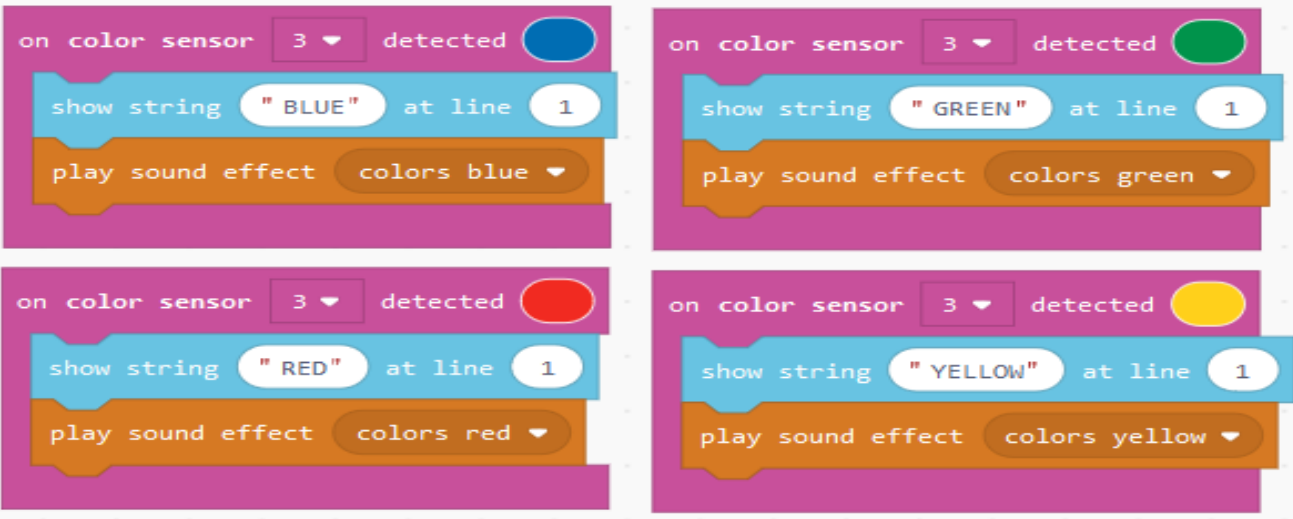 on color sensor 3 detected
show string "BLUE" at line 1
play sound effect colors blue
on color sensor 3 detected
show string "GREEN" at line 1
play sound effect colors green
on color sensor 3 detected
show string "RED" at line 1
play sound effect colors red
on color sensor 3 detected
show string "YELLOW" at line 1
play sound effect colors yellow